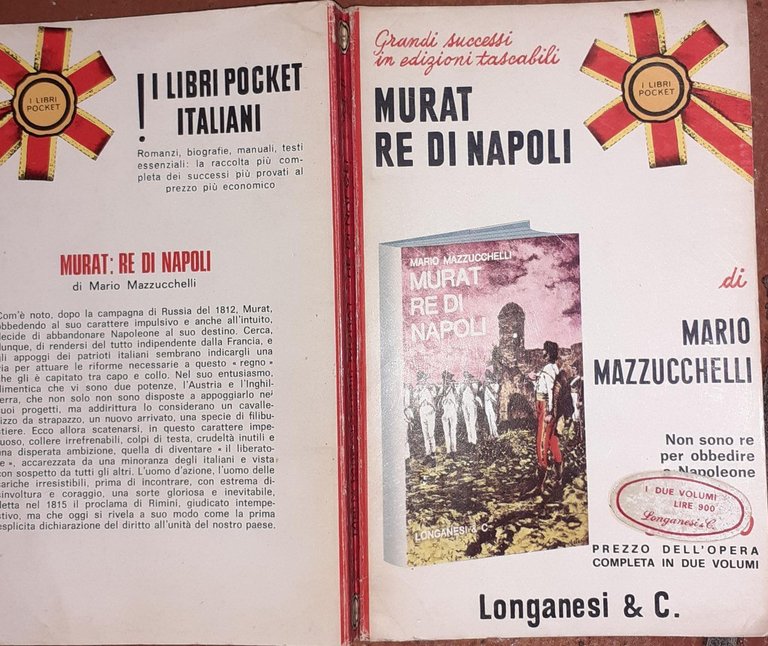 I LIBRI
POCKET
! I LIBRI POCKET
ITALIANI
Romanzi, biografie, manuali, testi
essenziali: la raccolta più com-
pleta dei successi più provati al
prezzo più economico
MURAT: RE DI NAPOLI
di Mario Mazzucchelli
Com'è noto, dopo la campagna di Russia del 1812, Murat,
obbedendo al suo carattere impulsivo e anche all'intuito,
decide di abbandonare Napoleone al suo destino. Cerca,
dunque, di rendersi del tutto indipendente dalla Francia, e
gli appoggi dei patrioti italiani sembrano indicargli una
via per attuare le riforme necessarie a questo « regno »
che gli è capitato tra capo e collo. Nel suo entusiasmo,
dimentica che vi sono due potenze, l'Austria e l'Inghil-
terra, che non solo non sono disposte a appoggiarlo ne'
suoi progetti, ma addirittura lo considerano un cavalle-
rizzo da strapazzo, un nuovo arrivato, una specie di filibu-
stiere. Ecco allora scatenarsi, in questo carattere impe-
tuoso, collere irrefrenabili, colpi di testa, crudeltà inutili e
una disperata ambizione, quella di diventare « il liberato-
re », accarezzata da una minoranza degli italiani e vista
con sospetto da tutti gli altri. L'uomo d'azione, l'uomo delle
cariche irresistibili, prima di incontrare, con estrema di-
sinvoltura e coraggio, una sorte gloriosa e inevitabile,
detta nel 1815 il proclama di Rimini, giudicato intempe-
stivo, ma che oggi si rivela a suo modo come la prima
esplicita dichiarazione del diritto all'unità del nostro paese.
Grandi successi
in edizioni tascabili
MURAT
RE DI NAPOLI
I LIBRI
POCKET
MARIO MAZZUCCHELLI
MURAT
RE DI
NAPOLI
LONGANESI & C.
di
MARIO
MAZZUCCHELLI
Non sono re
per obbedire
a Napoleone
I DUE VOLUMI
LIRE 900
Longanesi & C.
PREZZO DELL'OPERA
COMPLETA IN DUE VOLUMI
Longanesi & C.